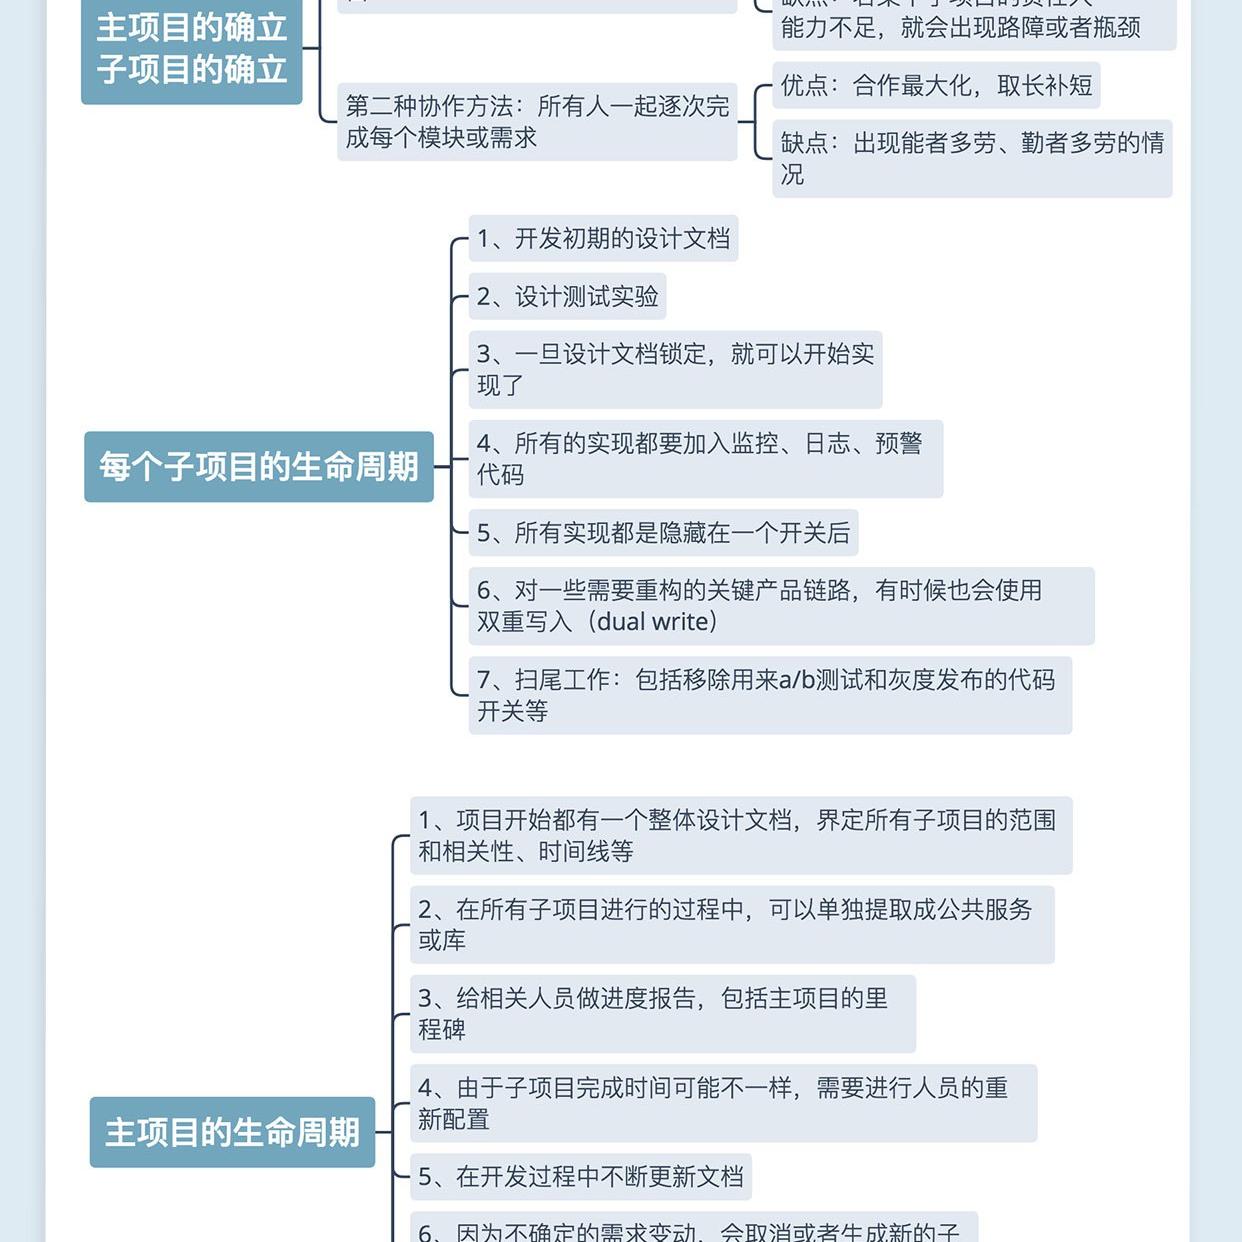 主项目的确立
子项目的确立
能力不足，就会出现路障或者瓶颈
第二种协作方法：所有人一起逐次完
成每个模块或需求
优点：合作最大化，取长补短
缺点：出现能者多劳、勤者多劳的情
况
每个子项目的生命周期
1、开发初期的设计文档
2、设计测试实验
3、一旦设计文档锁定，就可以开始实
现了
4、所有的实现都要加入监控、日志、预警
代码
5、所有实现都是隐藏在一个开关后
6、对一些需要重构的关键产品链路，有时候也会使用
双重写入（dual write）
7、扫尾工作：包括移除用来a/b测试和灰度发布的代码
开关等
主项目的生命周期
1、项目开始都有一个整体设计文档，界定所有子项目的范围
和相关性、时间线等
2、在所有子项目进行的过程中，可以单独提取成公共服务
或库
3、给相关人员做进度报告，包括主项目的里
程碑
4、由于子项目完成时间可能不一样，需要进行人员的重
新配置
5、在开发过程中不断更新文档
6、因为不确定的需求变动，会取消或者生成新的子